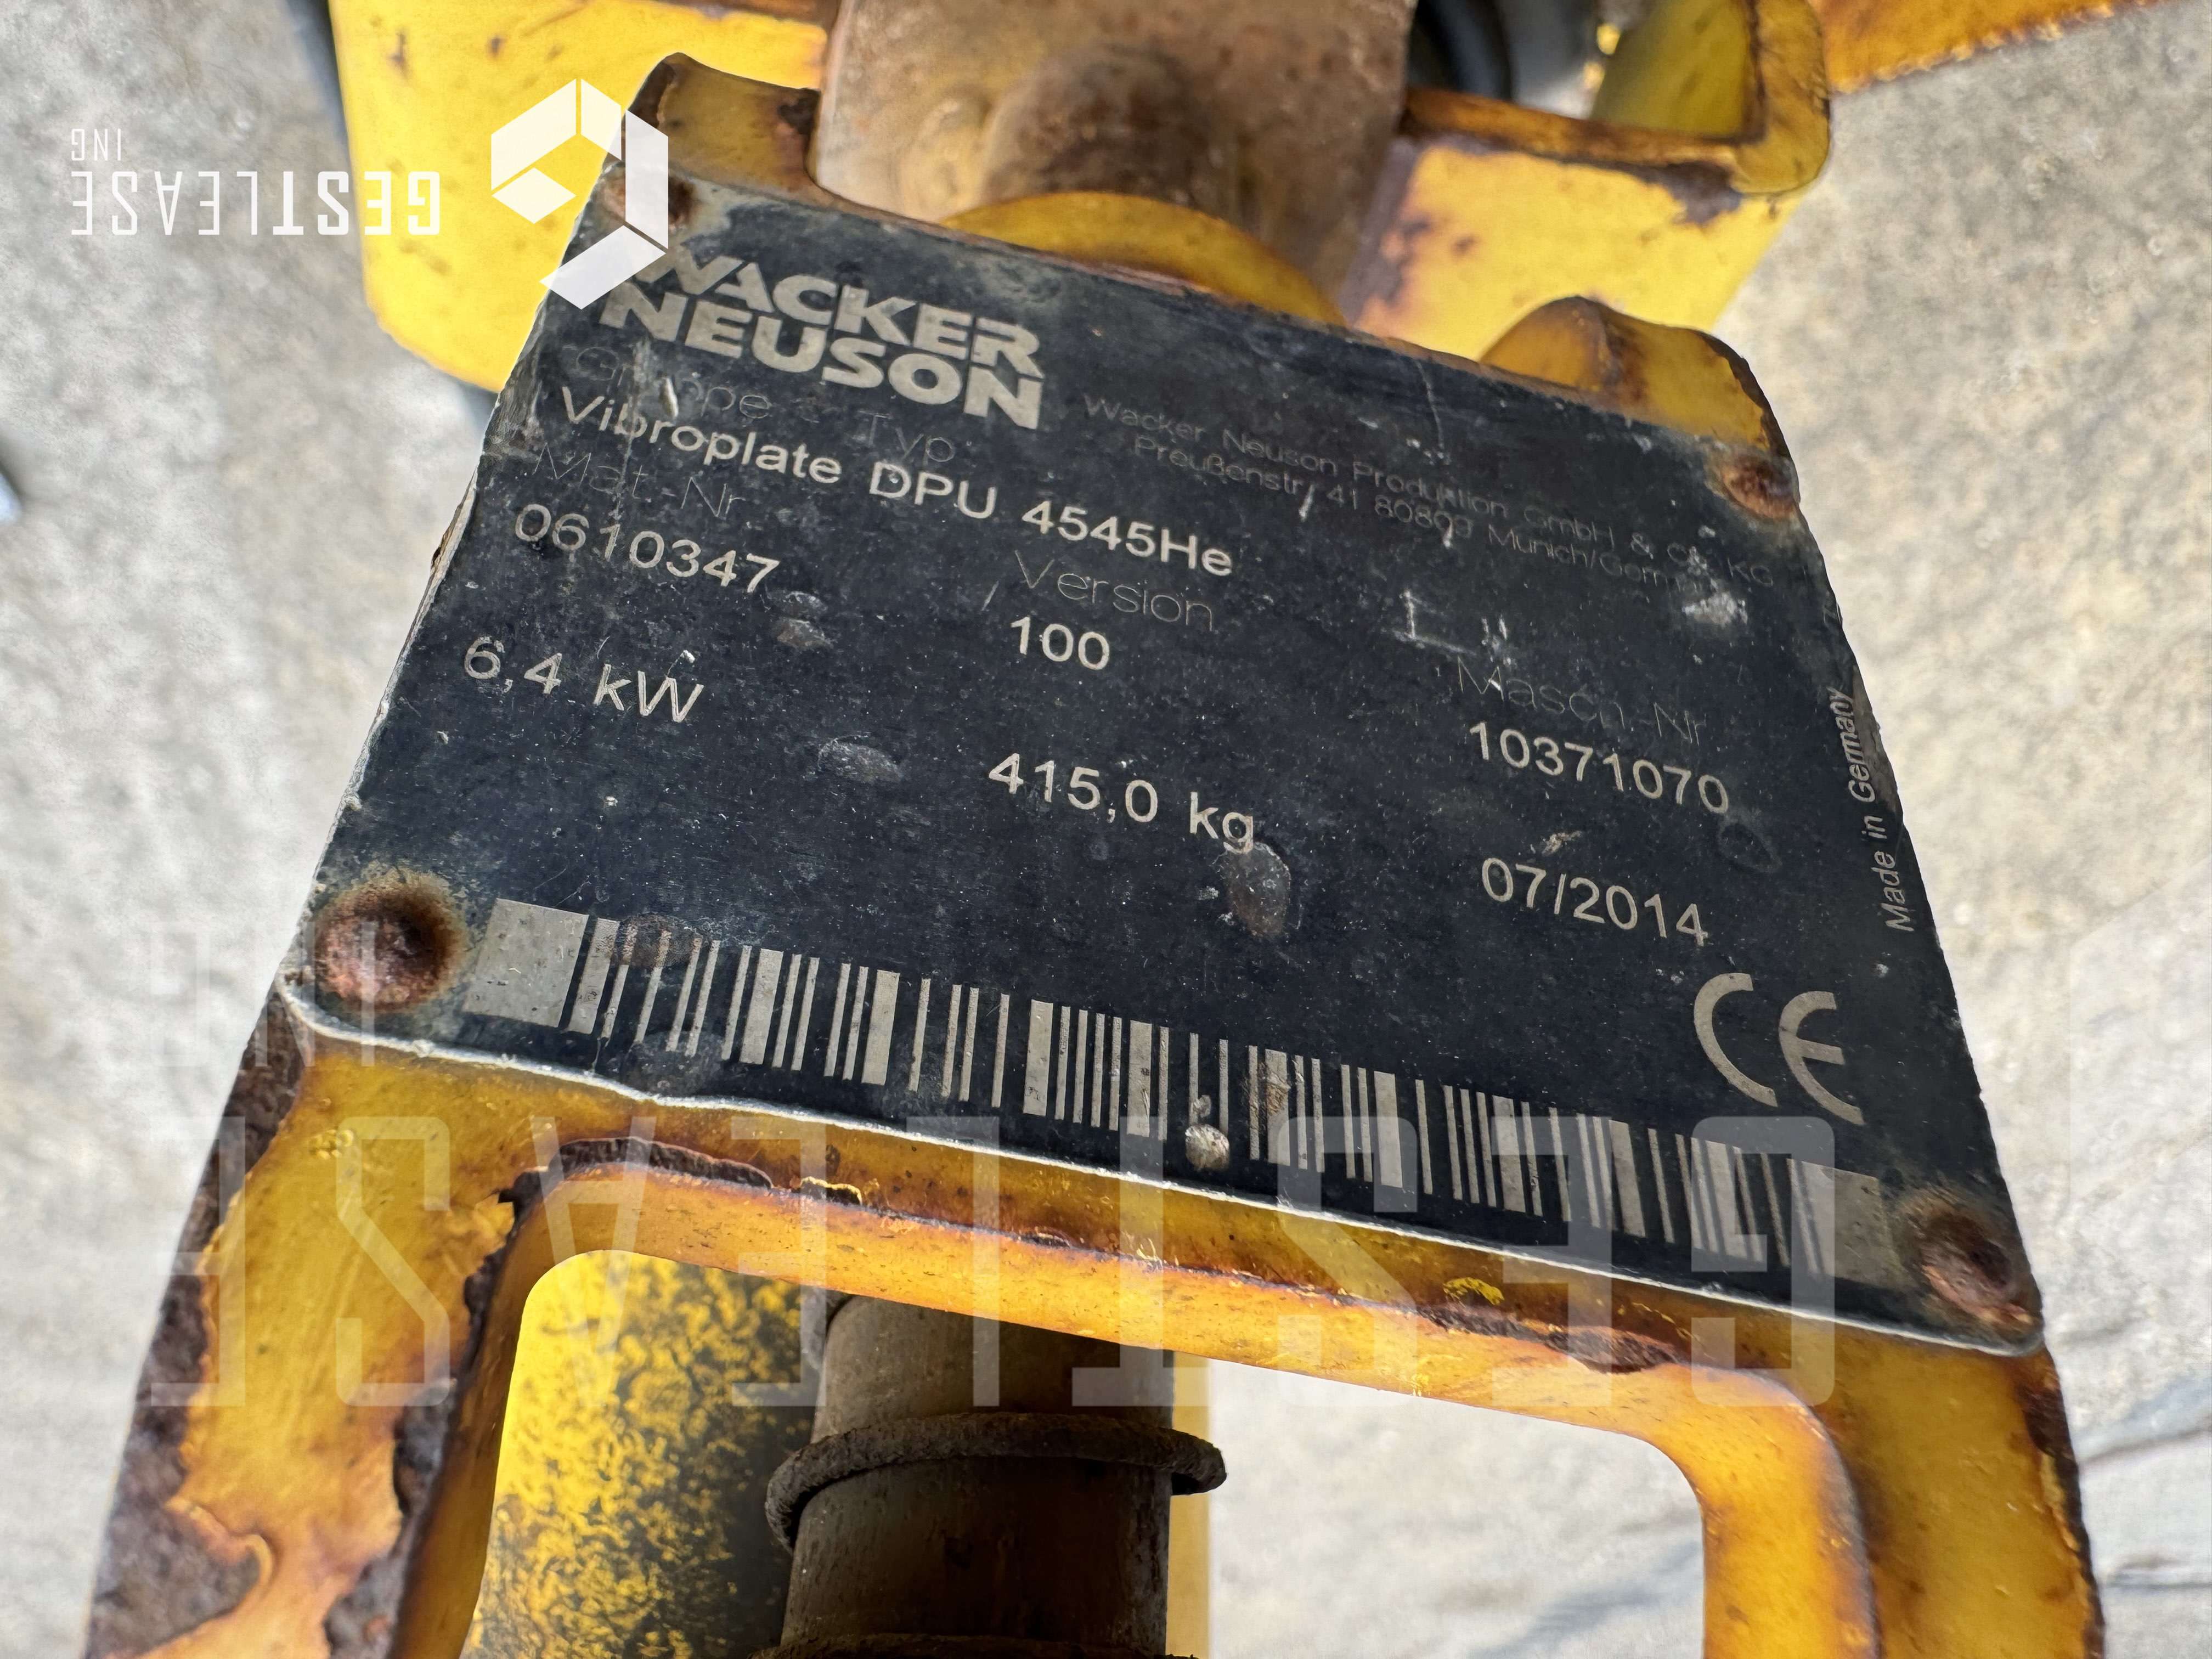 GESTLEASE
ING
WACKER
NEUSON
Wacker Neuson Produktion GmbH & Co. KG
Preußenstr. 41 80809 Munich/Germany
Gruppe - Typ
Vibroplate DPU 4545He
Mat.-Nr.
Version
Masch.-Nr.
0610347
100
10371070
6,4 kW
415,0 kg
07/2014
Made in Germany
CE
ING
GESTLEASE